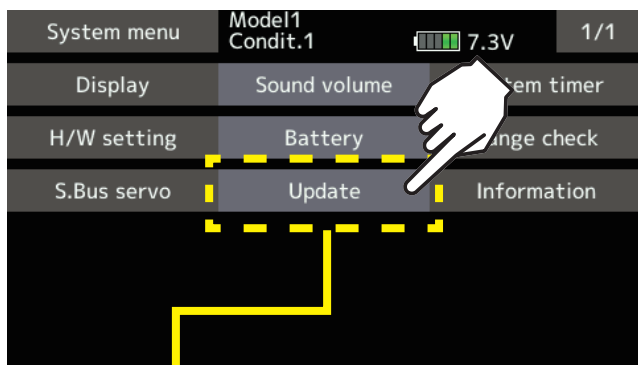 System menu
Model1
Condit.1
7.3V
1/1
Display
Sound volume
timer
H/W setting
Battery
check
S.Bus servo
Update
Information